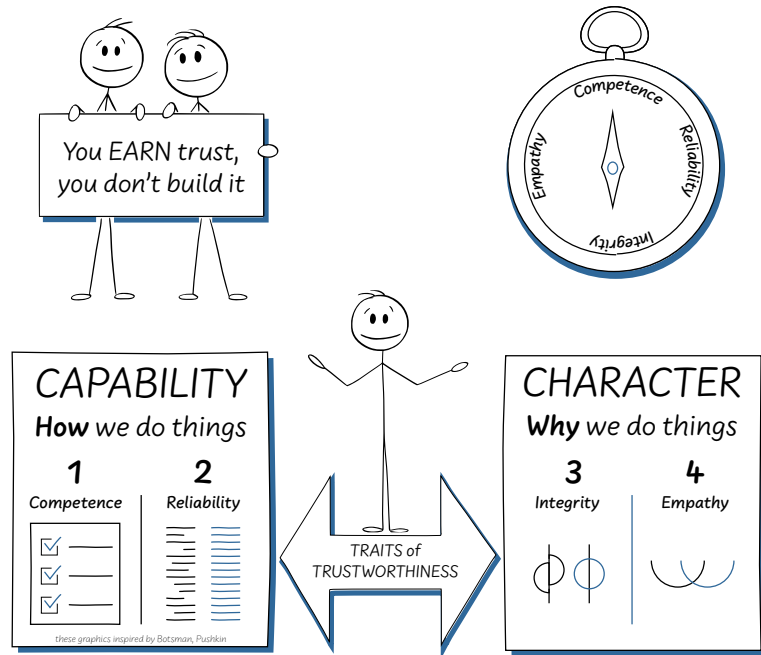 You EARN trust,
you don't build it
Competence
Reliability
Integrity
Empathy
CAPABILITY
How we do things
1
Competence
2
Reliability
these graphics inspired by Botsman, Pushkin
TRAITS of
TRUSTWORTHINESS
CHARACTER
Why we do things
3
Integrity
4
Empathy